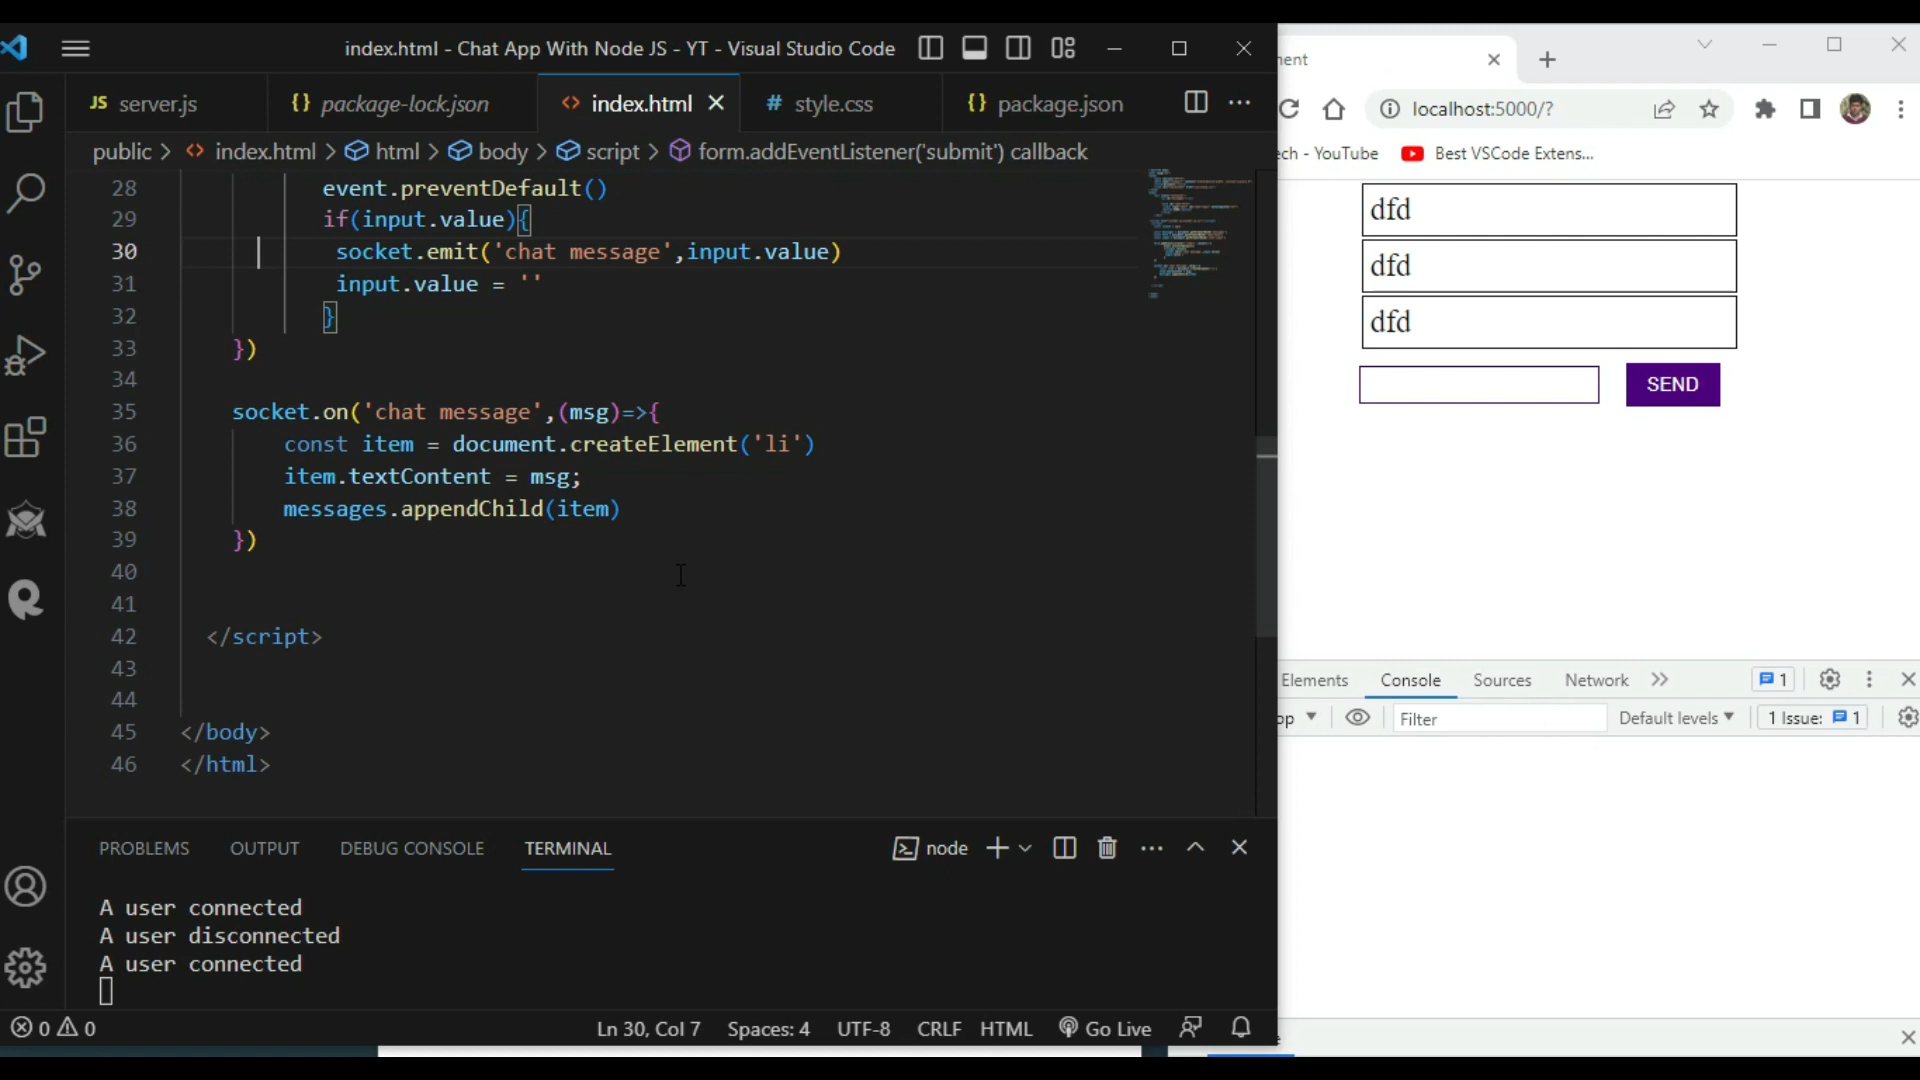 index.html - Chat App With Node JS - YT - Visual Studio Code
JS server.js
{} package-lock.json
<> index.html
# style.css
{} package.json
public > <> index.html > html > body > script > form.addEventListener('submit') callback
28 event.preventDefault()
29 if(input.value){
30 socket.emit('chat message',input.value)
31 input.value = ''
32 }
33 })
34
35 socket.on('chat message',(msg)=>{
36 const item = document.createElement('li')
37 item.textContent = msg;
38 messages.appendChild(item)
39 })
40
41
42 </script>
43
44
45 </body>
46 </html>
PROBLEMS OUTPUT DEBUG CONSOLE TERMINAL
node
A user connected
A user disconnected
A user connected
0 0
Ln 30, Col 7 Spaces: 4 UTF-8 CRLF HTML Go Live
ment
localhost:5000/?
ch - YouTube Best VSCode Extens...
dfd
dfd
dfd
SEND
Elements Console Sources Network 1
op Filter Default levels 1 Issue: 1